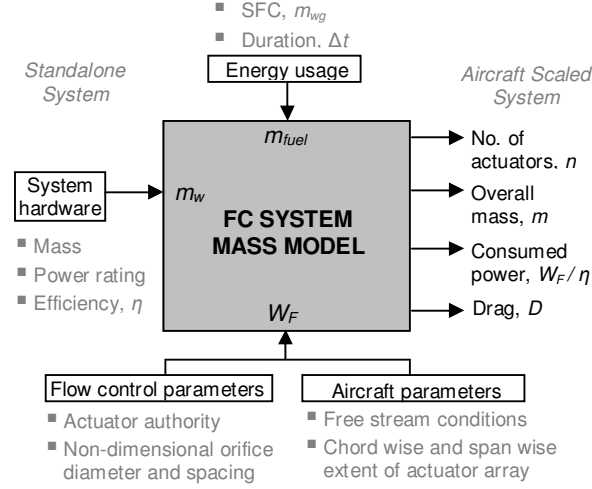 ▪ SFC, m_wg
▪ Duration, Δt
Standalone
System
Energy usage
Aircraft Scaled
System
m_fuel
No. of
actuators, n
System
hardware
m_w
Overall
mass, m
FC SYSTEM
MASS MODEL
▪ Mass
▪ Power rating
▪ Efficiency, η
Consumed
power, W_F / η
W_F
Drag, D
Flow control parameters
▪ Actuator authority
▪ Non-dimensional orifice
diameter and spacing
Aircraft parameters
▪ Free stream conditions
▪ Chord wise and span wise
extent of actuator array